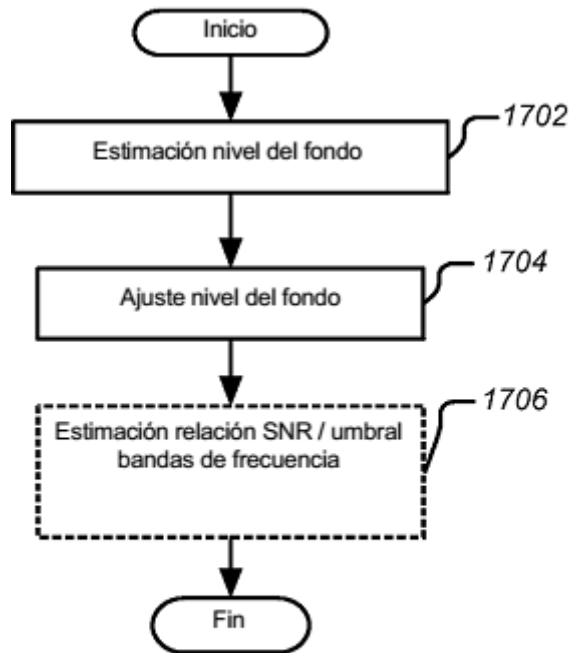 Inicio
1702
Estimación nivel del fondo
1704
Ajuste nivel del fondo
1706
Estimación relación SNR / umbral
bandas de frecuencia
Fin